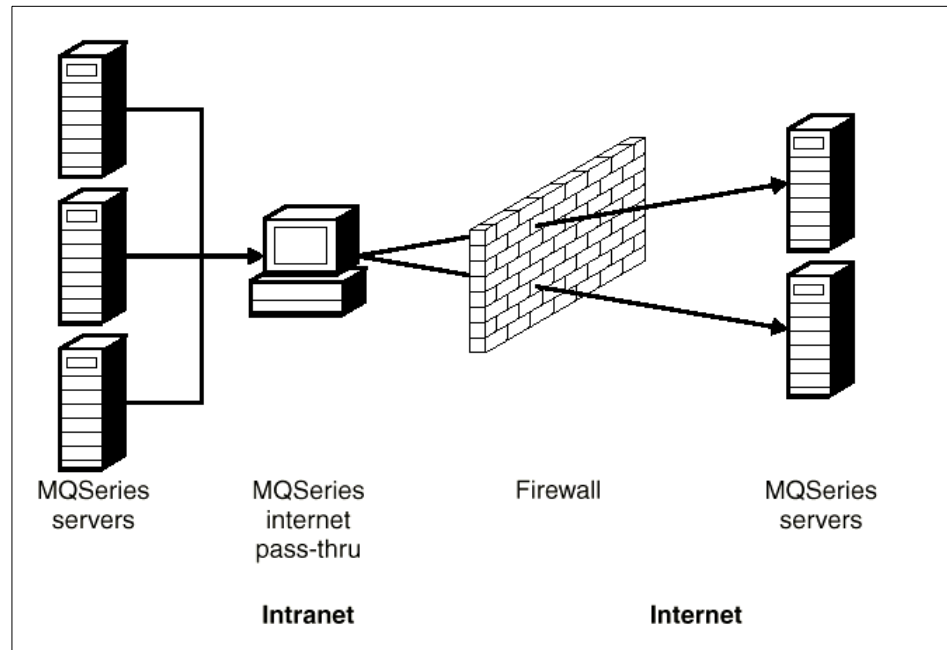 MQSeries
servers
MQSeries
internet
pass-thru
Firewall
MQSeries
servers
Intranet
Internet